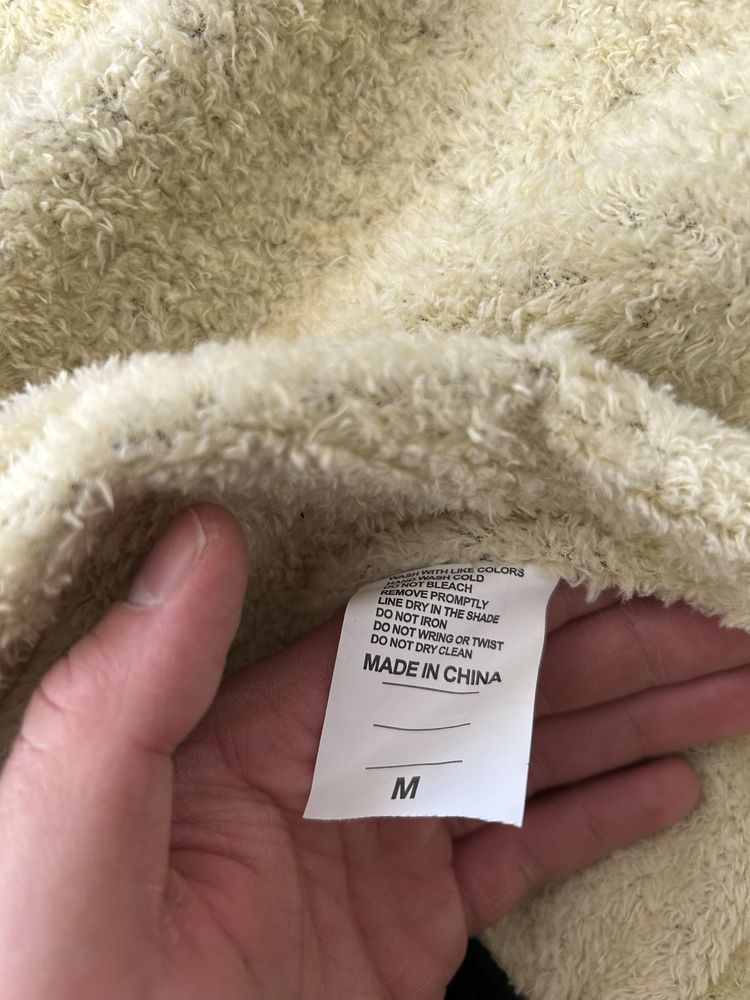 WASH WITH LIKE COLORS
HAND WASH COLD
DO NOT BLEACH
REMOVE PROMPTLY
LINE DRY IN THE SHADE
DO NOT IRON
DO NOT WRING OR TWIST
DO NOT DRY CLEAN
MADE IN CHINA
M